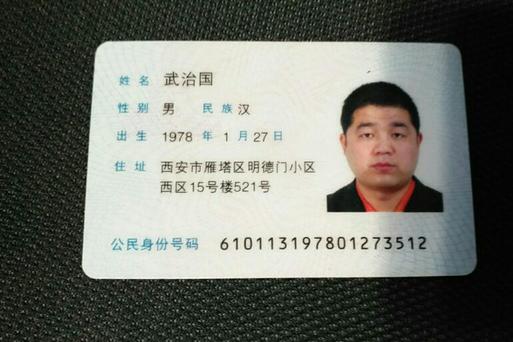 姓名 武治国
性别 男 民族 汉
出生 1978 年 1 月 27 日
住址 西安市雁塔区明德门小区
西区15号楼521号
公民身份号码 610113197801273512